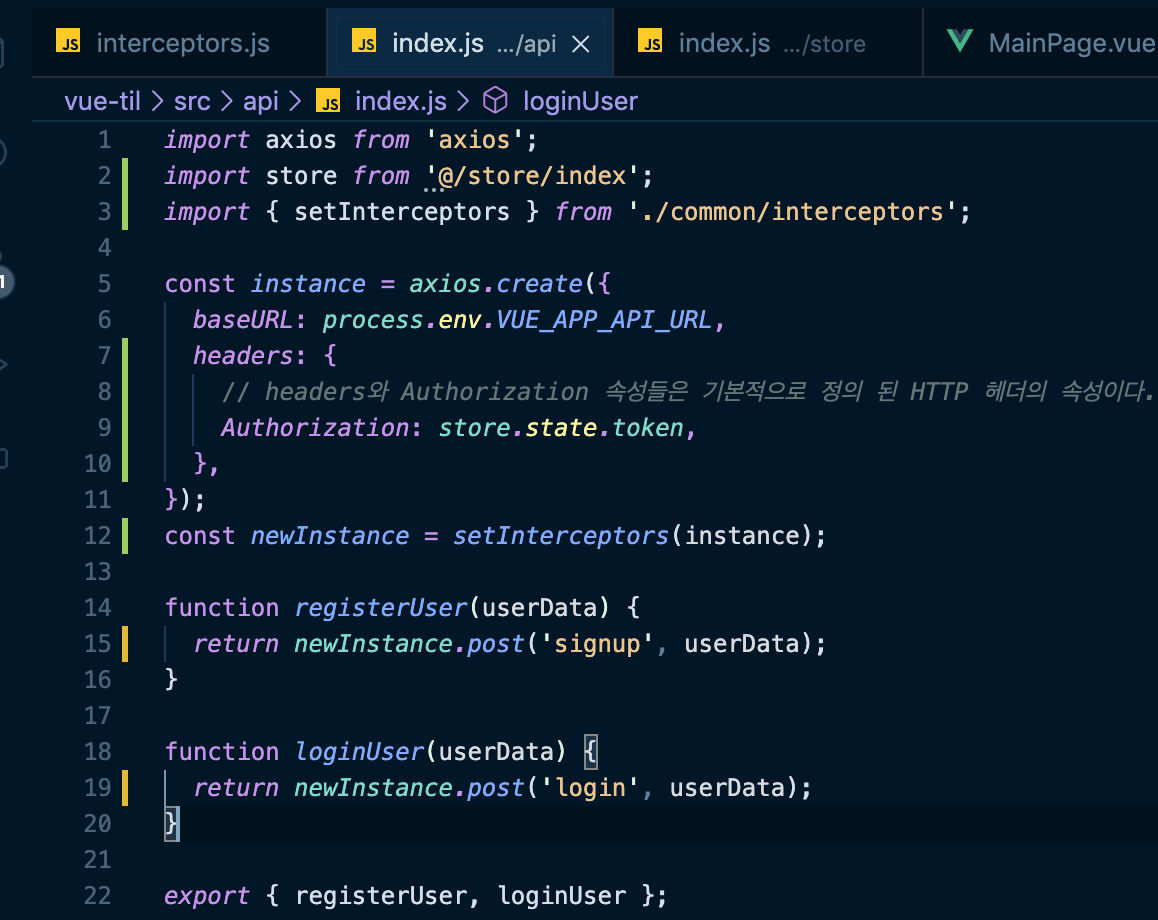 JS interceptors.js JS index.js .../api JS index.js .../store MainPage.vue
vue-til > src > api > JS index.js > loginUser
1 import axios from 'axios';
2 import store from '@/store/index';
3 import { setInterceptors } from './common/interceptors';
4
5 const instance = axios.create({
6 baseURL: process.env.VUE_APP_API_URL,
7 headers: {
8 // headers와 Authorization 속성들은 기본적으로 정의 된 HTTP 헤더의 속성이다.
9 Authorization: store.state.token,
10 },
11 });
12 const newInstance = setInterceptors(instance);
13
14 function registerUser(userData) {
15 return newInstance.post('signup', userData);
16 }
17
18 function loginUser(userData) {
19 return newInstance.post('login', userData);
20 }
21
22 export { registerUser, loginUser };
1